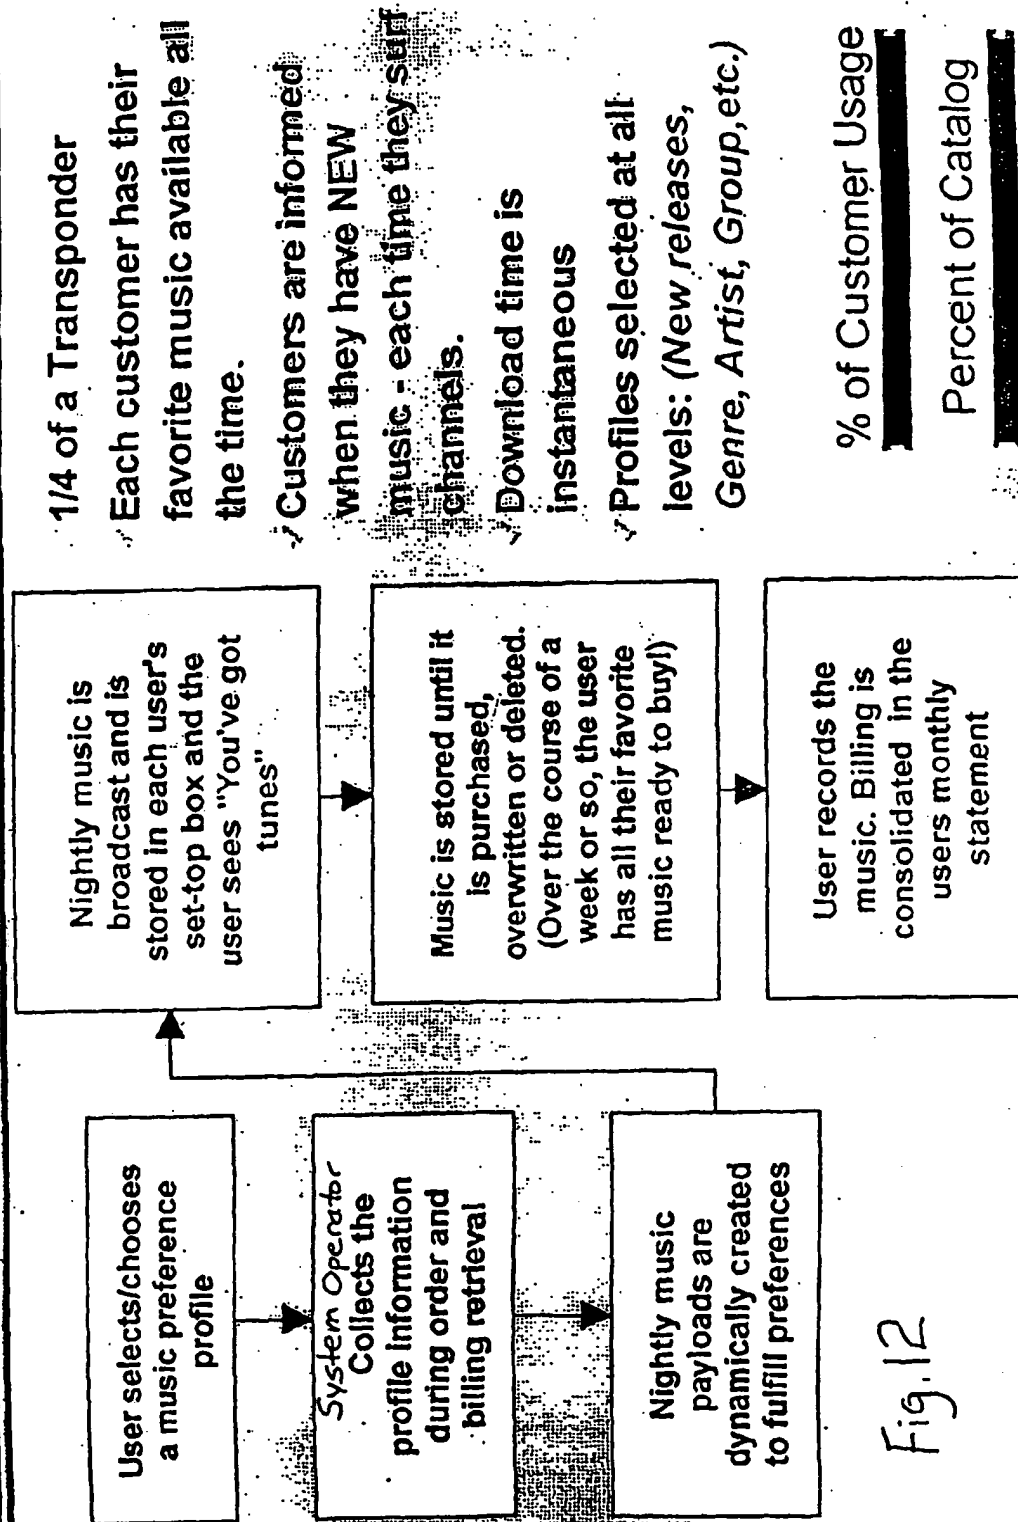 User selects/chooses
a music preference
profile
System Operator
Collects the
profile information
during order and
billing retrieval
Nightly music
payloads are
dynamically created
to fulfill preferences
Nightly music is
broadcast and is
stored in each user's
set-top box and the
user sees "You've got
tunes"
Music is stored until it
is purchased,
overwritten or deleted.
(Over the course of a
week or so, the user
has all their favorite
music ready to buy!)
User records the
music. Billing is
consolidated in the
users monthly
statement
1/4 of a Transponder
✓ Each customer has their
favorite music available all
the time.
✓ Customers are informed
when they have NEW
music - each time they surf
channels.
✓ Download time is
instantaneous
✓ Profiles selected at all
levels: (New releases,
Genre, Artist, Group, etc.)
% of Customer Usage
Percent of Catalog
Fig. 12